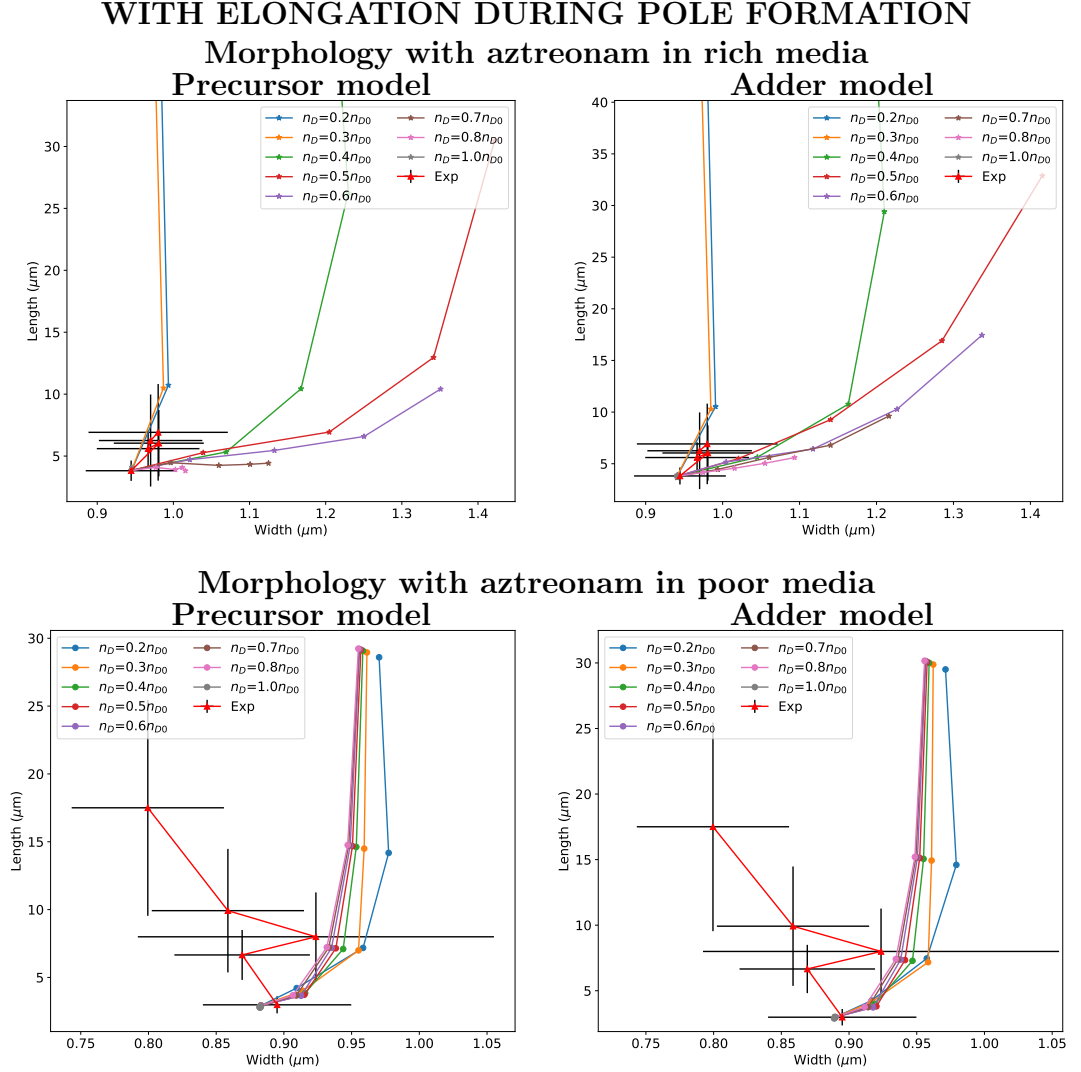 WITH ELONGATION DURING POLE FORMATION
Morphology with aztreonam in rich media
Precursor model
Adder model
n_D=0.2n_D0
n_D=0.3n_D0
n_D=0.4n_D0
n_D=0.5n_D0
n_D=0.6n_D0
n_D=0.7n_D0
n_D=0.8n_D0
n_D=1.0n_D0
Exp
Length (μm)
30
25
20
15
10
5
0.9 1.0 1.1 1.2 1.3 1.4
Width (μm)
n_D=0.2n_D0
n_D=0.3n_D0
n_D=0.4n_D0
n_D=0.5n_D0
n_D=0.6n_D0
n_D=0.7n_D0
n_D=0.8n_D0
n_D=1.0n_D0
Exp
Length (μm)
40
35
30
25
20
15
10
5
0.9 1.0 1.1 1.2 1.3 1.4
Width (μm)
Morphology with aztreonam in poor media
Precursor model
Adder model
n_D=0.2n_D0
n_D=0.3n_D0
n_D=0.4n_D0
n_D=0.5n_D0
n_D=0.6n_D0
n_D=0.7n_D0
n_D=0.8n_D0
n_D=1.0n_D0
Exp
Length (μm)
30
25
20
15
10
5
0.75 0.80 0.85 0.90 0.95 1.00 1.05
Width (μm)
n_D=0.2n_D0
n_D=0.3n_D0
n_D=0.4n_D0
n_D=0.5n_D0
n_D=0.6n_D0
n_D=0.7n_D0
n_D=0.8n_D0
n_D=1.0n_D0
Exp
Length (μm)
30
25
20
15
10
5
0.75 0.80 0.85 0.90 0.95 1.00 1.05
Width (μm)